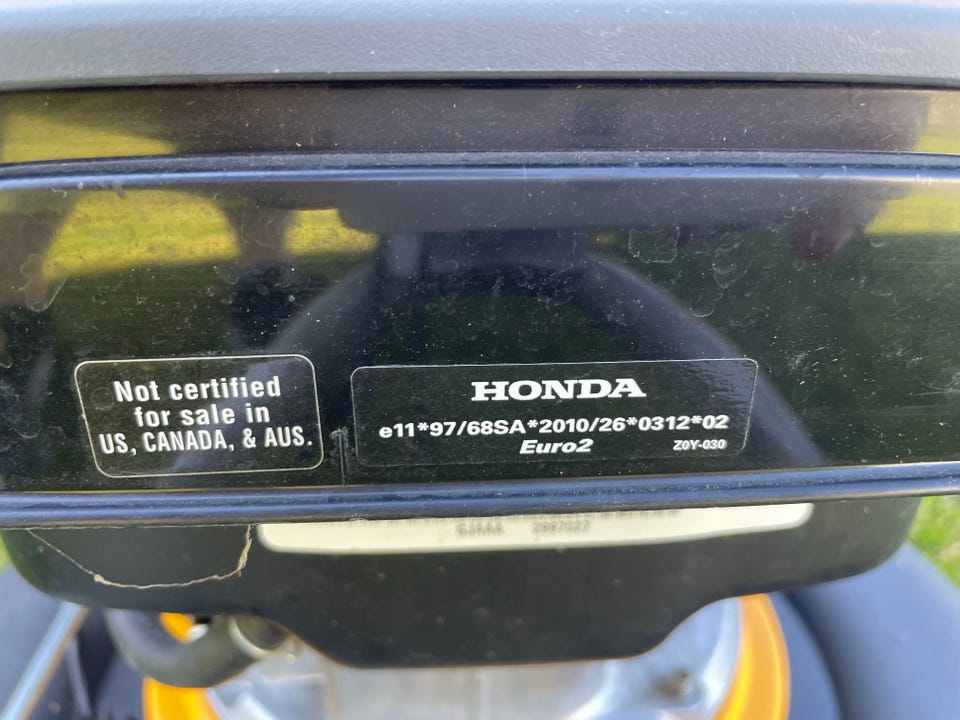 Not certified
for sale in
US, CANADA, & AUS.
HONDA
e11*97/68SA*2010/26*0312*02
Euro2
Z0Y-030